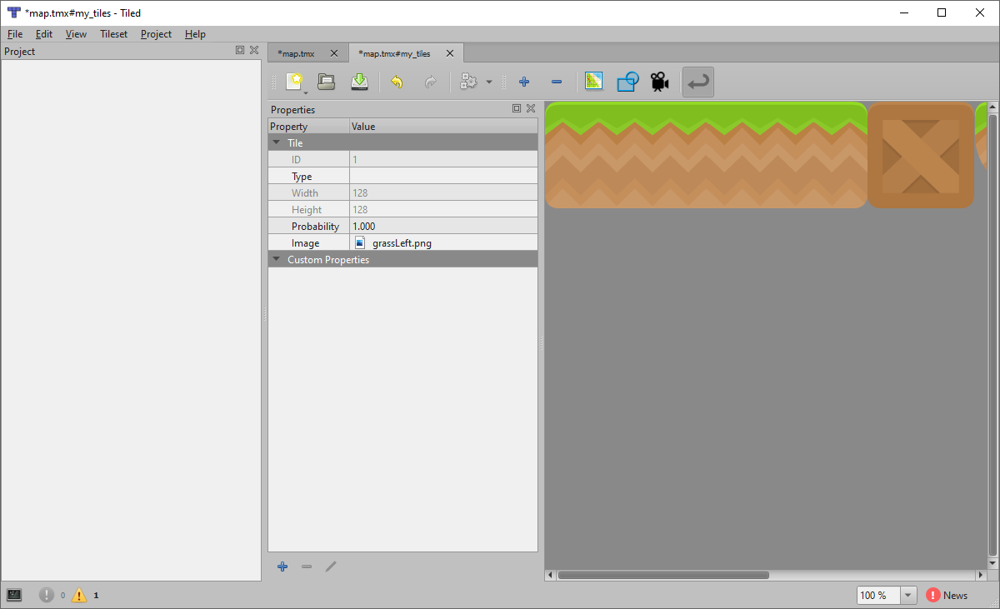 *map.tmx#my_tiles - Tiled
File Edit View Tileset Project Help
Project
*map.tmx *map.tmx#my_tiles
Properties
Property Value
Tile
ID 1
Type
Width 128
Height 128
Probability 1.000
Image grassLeft.png
Custom Properties
0 1 100 % News